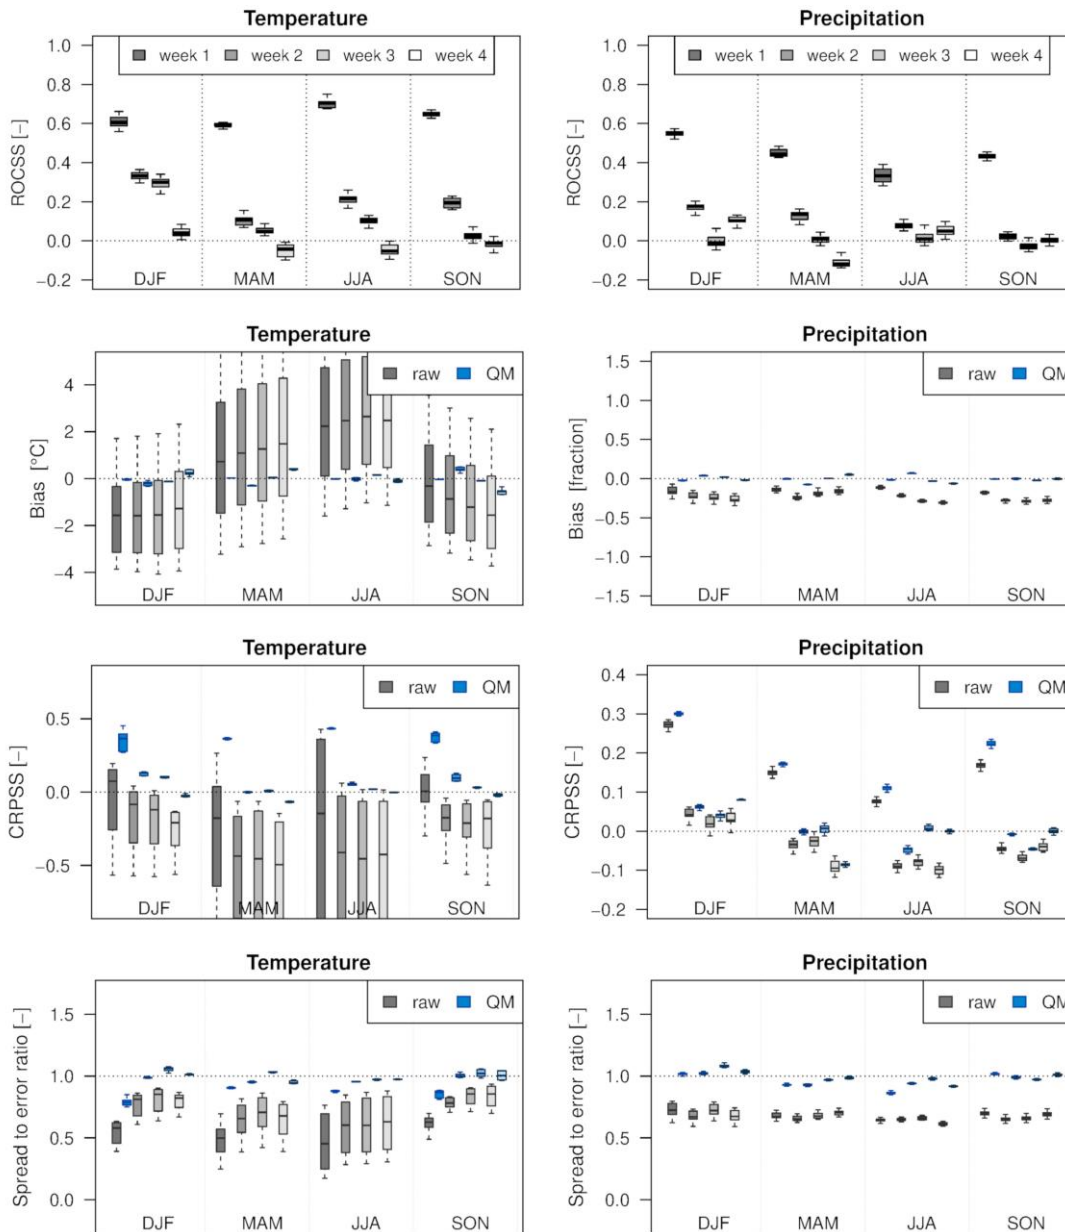 Temperature
Precipitation
ROCSS [−]
1.0
0.8
0.6
0.4
0.2
0.0
−0.2
week 1 week 2 week 3 week 4
DJF MAM JJA SON
ROCSS [−]
1.0
0.8
0.6
0.4
0.2
0.0
−0.2
week 1 week 2 week 3 week 4
DJF MAM JJA SON
Temperature
Precipitation
Bias [°C]
4
2
0
−2
−4
raw QM
DJF MAM JJA SON
Bias [fraction]
1.5
1.0
0.5
0.0
−0.5
−1.0
−1.5
raw QM
DJF MAM JJA SON
Temperature
Precipitation
CRPSS [−]
0.5
0.0
−0.5
raw QM
DJF MAM JJA SON
CRPSS [−]
0.4
0.3
0.2
0.1
0.0
−0.1
−0.2
raw QM
DJF MAM JJA SON
Temperature
Precipitation
Spread to error ratio [−]
1.5
1.0
0.5
0.0
raw QM
DJF MAM JJA SON
Spread to error ratio [−]
1.5
1.0
0.5
0.0
raw QM
DJF MAM JJA SON